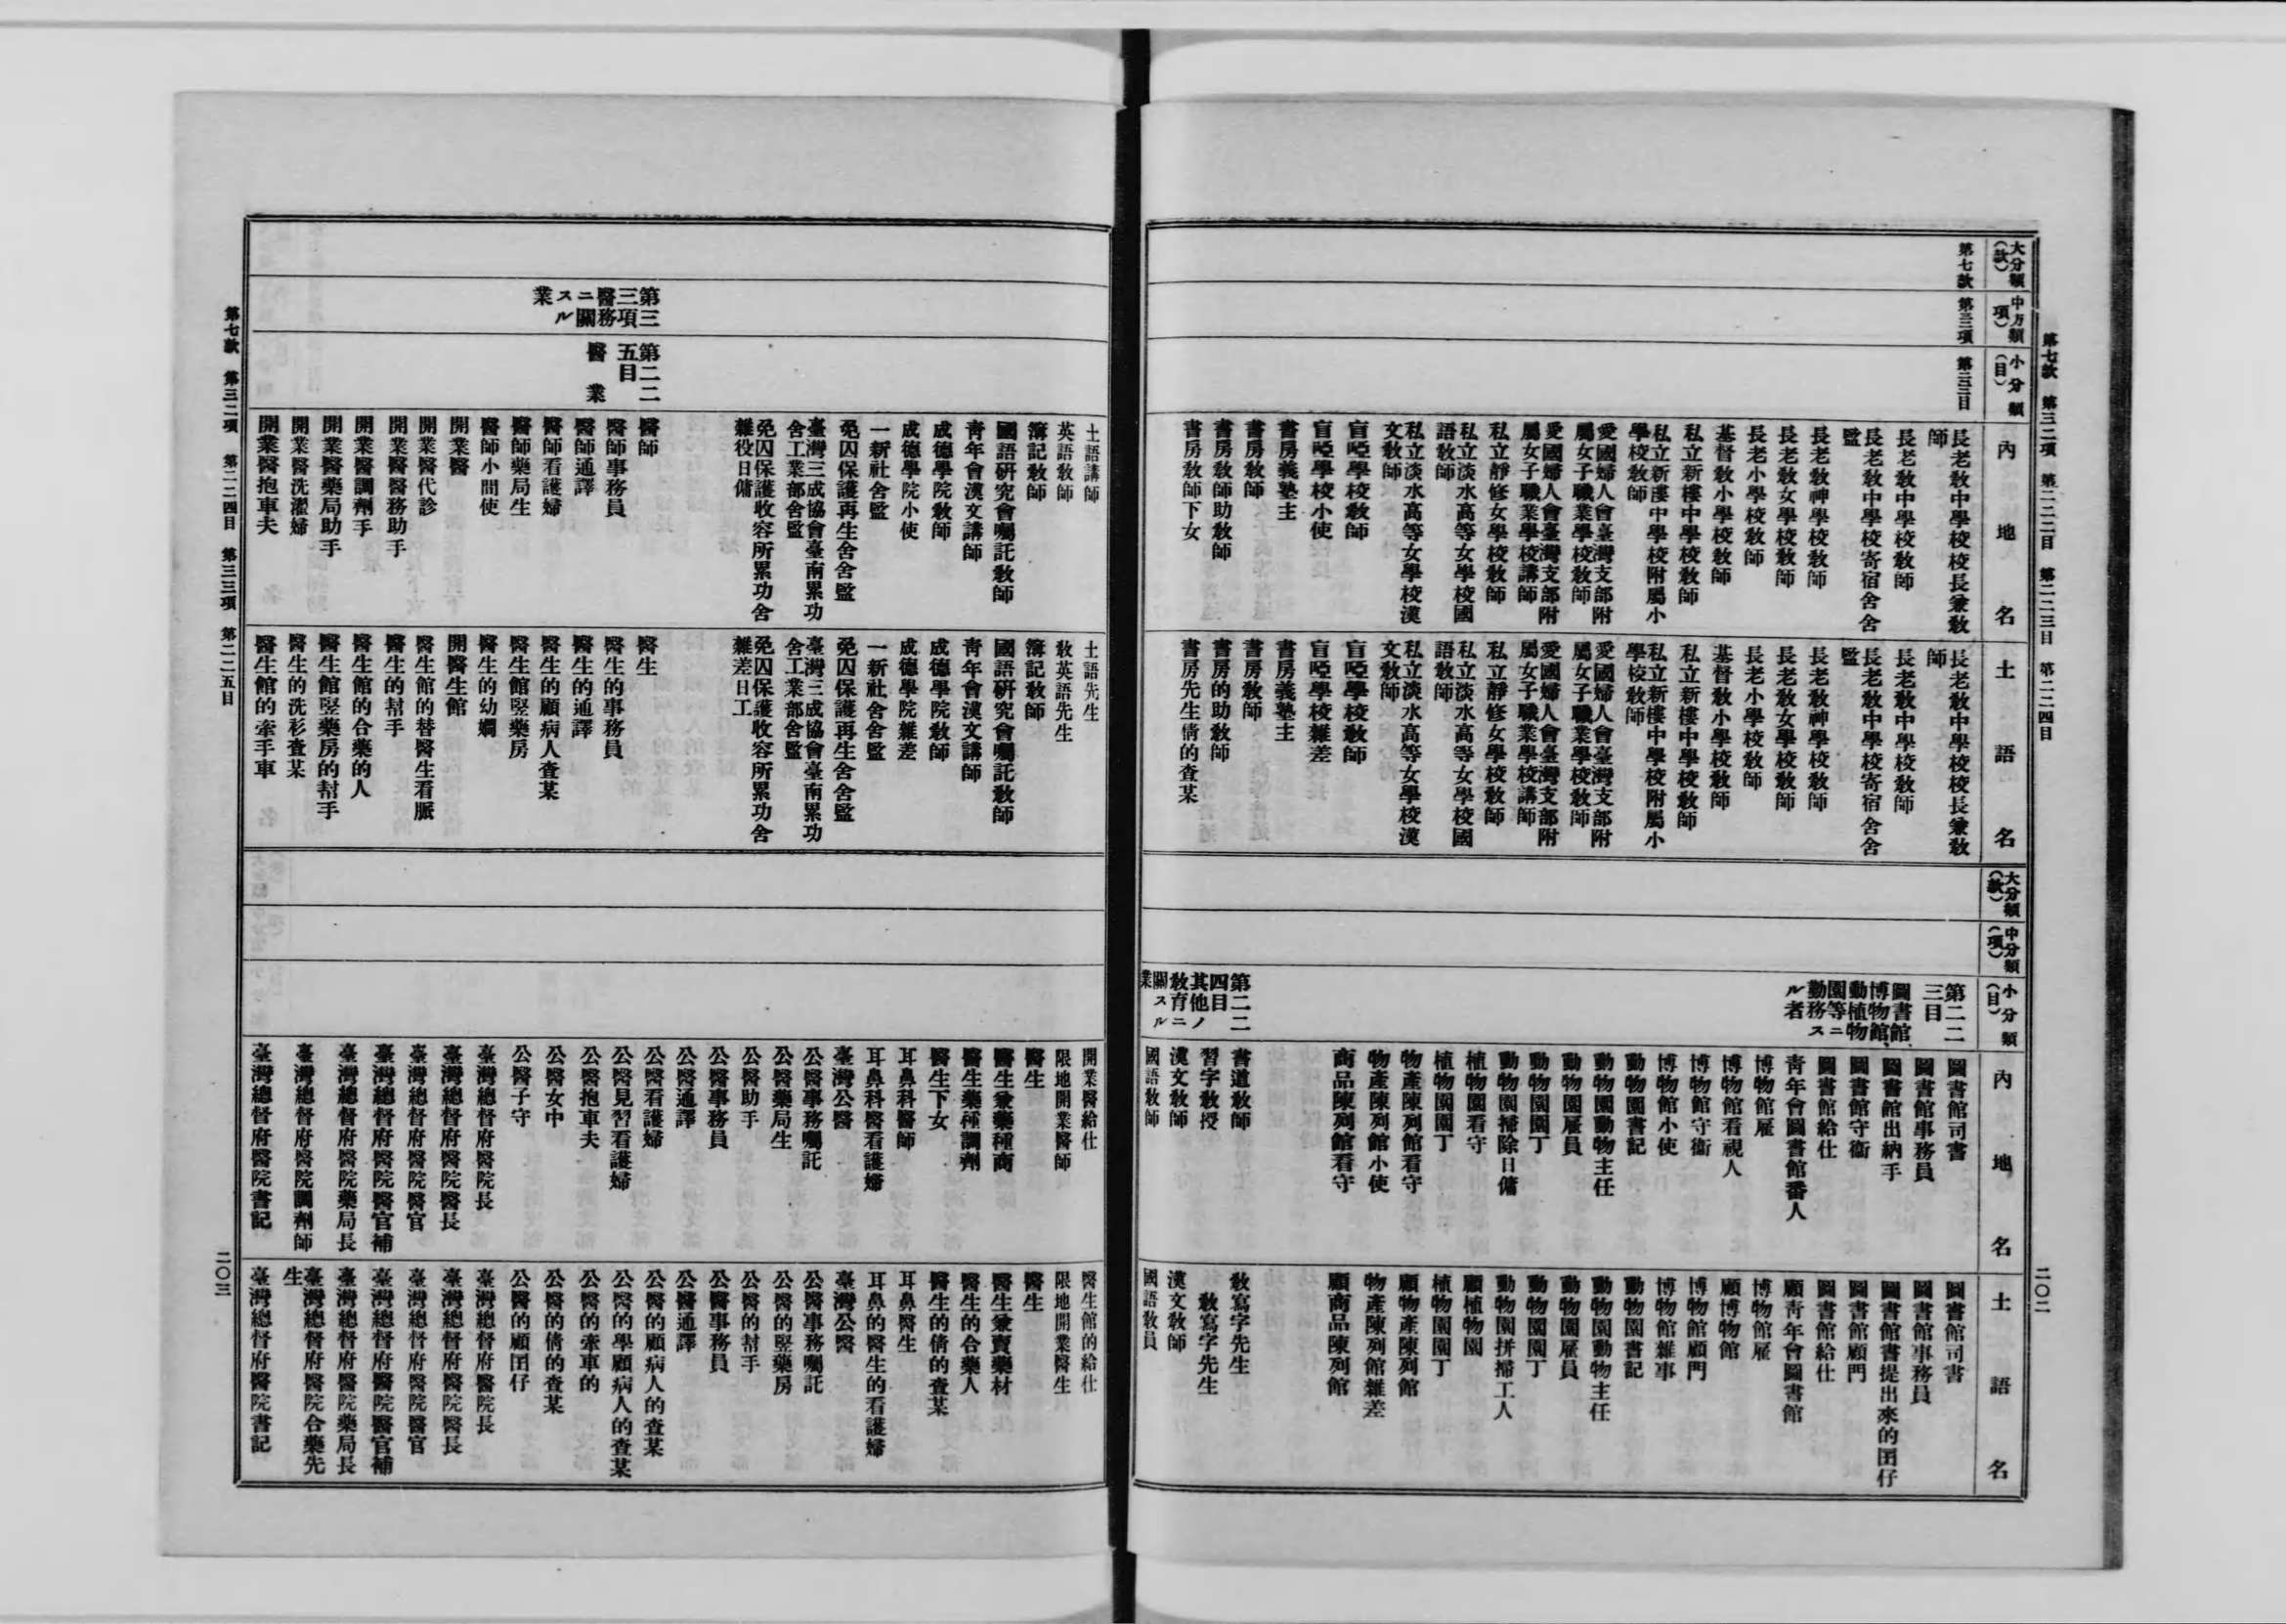 第七款　第三二項　第二二二目　第二二三目　第二二四目
二〇二
大分類（款）
中分類（項）
小分類（目）
內地名
土語名
第七款
第三二項
第二二二目
長老敎中學校校長兼敎師
長老敎中學校敎師
長老敎中學校寄宿舍舍監
長老敎神學校敎師
長老敎女學校敎師
長老小學校敎師
基督敎小學校敎師
私立新樓中學校敎師
私立新樓中學校附屬小學校敎師
愛國婦人會臺灣支部附屬女子職業學校敎師
愛國婦人會臺灣支部附屬女子職業學校講師
私立靜修女學校敎師
私立淡水高等女學校國語敎師
私立淡水高等女學校漢文敎師
盲啞學校敎師
盲啞學校小使
書房義塾主
書房敎師
書房敎師助敎師
書房敎師下女
長老敎中學校校長兼敎師
長老敎中學校敎師
長老敎中學校寄宿舍舍監
長老敎神學校敎師
長老敎女學校敎師
長老小學校敎師
基督敎小學校敎師
私立新樓中學校敎師
私立新樓中學校附屬小學校敎師
愛國婦人會臺灣支部附屬女子職業學校敎師
愛國婦人會臺灣支部附屬女子職業學校講師
私立靜修女學校敎師
私立淡水高等女學校國語敎師
私立淡水高等女學校漢文敎師
盲啞學校敎師
盲啞學校雜差
書房義塾主
書房敎師
書房的助敎師
書房先生倩的查某
大分類（款）
中分類（項）
小分類（目）
內地名
土語名
第二二三目
圖書館、博物館、動植物園等ニ勤務スル者
圖書館司書
圖書館事務員
圖書館出納手
圖書館守衞
圖書館給仕
靑年會圖書館番人
博物館雇
博物館看視人
博物館守衞
博物館小使
動物園書記
動物園動物主任
動物園雇員
動物園園丁
動物園掃除日傭
植物園看守
植物園園丁
物產陳列館看守
物產陳列館小使
商品陳列館看守
圖書館司書
圖書館事務員
圖書館書提出來的囝仔
圖書館顧門
圖書館給仕
顧靑年會圖書館
博物館雇
顧博物館
博物館顧門
博物館雜事
動物園書記
動物園動物主任
動物園雇員
動物園園丁
動物園拼掃工人
顧植物園
植物園園丁
顧物產陳列館
物產陳列館雜差
顧商品陳列館
第二二四目
其他ノ敎育ニ關スル業
書道敎師
習字敎授
漢文敎師
國語敎師
敎寫字先生
敎寫字先生
漢文敎師
國語敎員
土語講師
英語敎師
簿記敎師
國語硏究會囑託敎師
靑年會漢文講師
成德學院敎師
成德學院小使
一新社舍監
免囚保護再生舍舍監
臺灣三成協會臺南累功舍工業部舍監
免囚保護收容所累功舍雜役日傭
土語先生
敎英語先生
簿記敎師
國語硏究會囑託敎師
靑年會漢文講師
成德學院敎師
成德學院雜差
一新社舍舍監
免囚保護再生舍舍監
臺灣三成協會臺南累功舍工業部舍監
免囚保護收容所累功舍雜差日工
第三三項
醫務ニ關スル業
第二二五目
醫業
醫師
醫師事務員
醫師通譯
醫師看護婦
醫師藥局生
醫師小間使
開業醫
開業醫代診
開業醫醫務助手
開業醫調劑手
開業醫藥局助手
開業醫洗濯婦
開業醫抱車夫
醫生
醫生的事務員
醫生的通譯
醫生的顧病人查某
醫生館竪藥房
醫生的幼嫺
開醫生館
醫生館的替醫生看脈
醫生的幇手
醫生館的合藥的人
醫生館竪藥房的幇手
醫生的洗衫查某
醫生館的牽手車
開業醫給仕
限地開業醫師
醫生
醫生兼藥種商
醫生藥種調劑
醫生下女
耳鼻科醫師
耳鼻科醫看護婦
臺灣公醫
公醫事務囑託
公醫藥局生
公醫助手
公醫事務員
公醫通譯
公醫看護婦
公醫見習看護婦
公醫抱車夫
公醫女中
公醫子守
臺灣總督府醫院長
臺灣總督府醫院醫長
臺灣總督府醫院醫官
臺灣總督府醫院醫官補
臺灣總督府醫院藥局長
臺灣總督府醫院調劑師
臺灣總督府醫院書記
醫生館的給仕
限地開業醫生
醫生
醫生兼賣藥材
醫生的合藥人
醫生的倩的查某
耳鼻醫生
耳鼻的醫生的看護婦
臺灣公醫
公醫事務囑託
公醫的竪藥房
公醫的幇手
公醫事務員
公醫通譯
公醫的顧病人的查某
公醫的學顧病人的查某
公醫的牽車的
公醫的倩的查某
公醫的顧囝仔
臺灣總督府醫院長
臺灣總督府醫院醫長
臺灣總督府醫院醫官
臺灣總督府醫院醫官補
臺灣總督府醫院藥局長
臺灣總督府醫院合藥先生
臺灣總督府醫院書記
第七款　第三二項　第二二四目　第三三項　第二二五目
二〇三